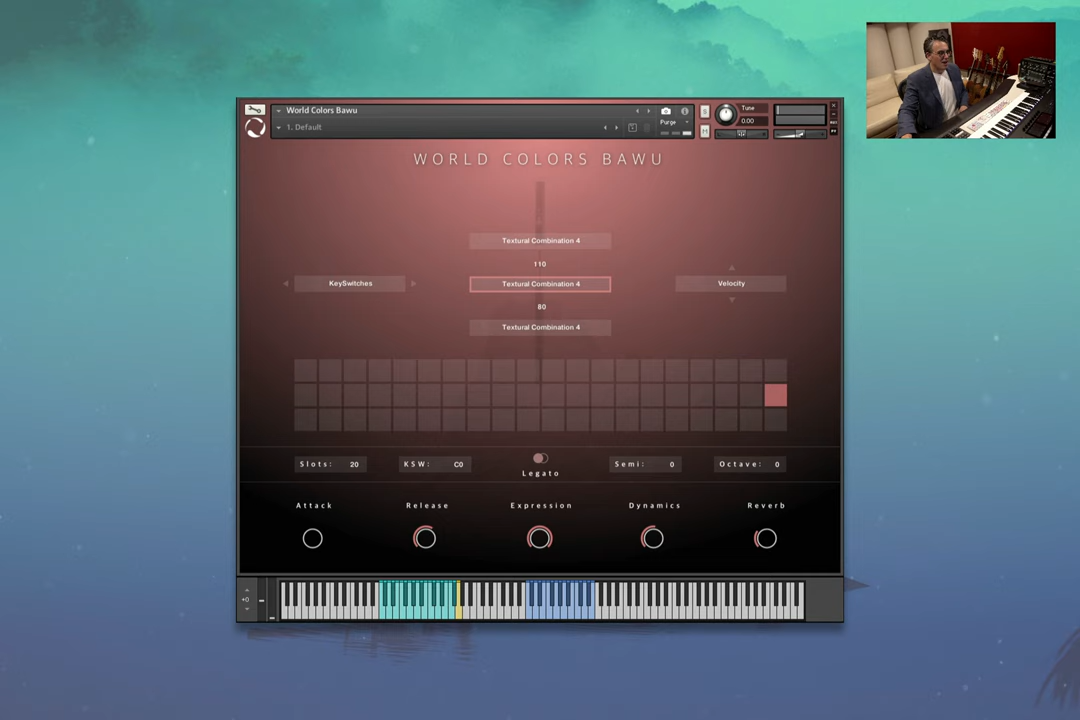 World Colors Bawu
1. Default
Purge
S
M
Tune
0.00
WORLD COLORS BAWU
Textural Combination 4
110
KeySwitches
Textural Combination 4
Velocity
80
Textural Combination 4
Slots: 20
KSW: C0
Legato
Semi: 0
Octave: 0
Attack
Release
Expression
Dynamics
Reverb
+0